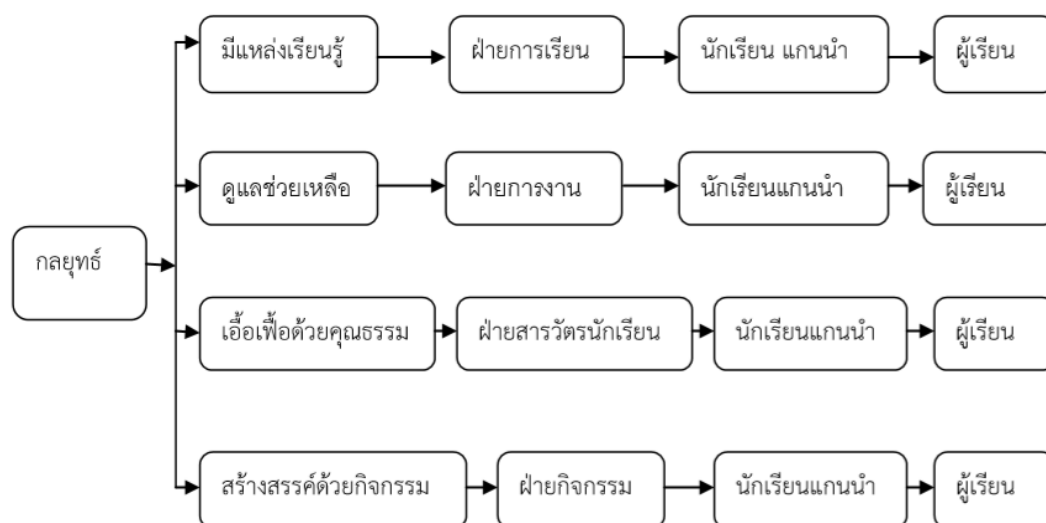 มีแหล่งเรียนรู้ ฝ่ายการเรียน นักเรียน แกนนำ ผู้เรียน
ดูแลช่วยเหลือ ฝ่ายการงาน นักเรียนแกนนำ ผู้เรียน
กลยุทธ์
เอื้อเฟื้อด้วยคุณธรรม ฝ่ายสารวัตรนักเรียน นักเรียนแกนนำ ผู้เรียน
สร้างสรรค์ด้วยกิจกรรม ฝ่ายกิจกรรม นักเรียนแกนนำ ผู้เรียน